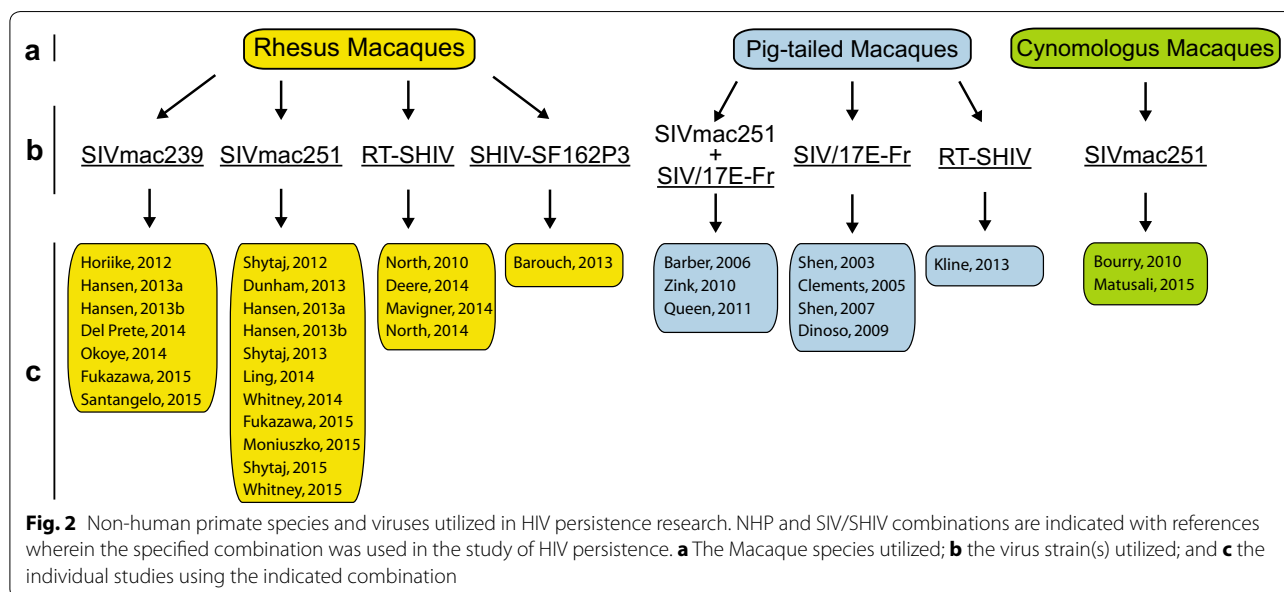 a
Rhesus Macaques
Pig-tailed Macaques
Cynomologus Macaques
b
SIVmac239
SIVmac251
RT-SHIV
SHIV-SF162P3
SIVmac251
+
SIV/17E-Fr
SIV/17E-Fr
RT-SHIV
SIVmac251
c
Horiike, 2012
Hansen, 2013a
Hansen, 2013b
Del Prete, 2014
Okoye, 2014
Fukazawa, 2015
Santangelo, 2015
Shytaj, 2012
Dunham, 2013
Hansen, 2013a
Hansen, 2013b
Shytaj, 2013
Ling, 2014
Whitney, 2014
Fukazawa, 2015
Moniuszko, 2015
Shytaj, 2015
Whitney, 2015
North, 2010
Deere, 2014
Mavigner, 2014
North, 2014
Barouch, 2013
Barber, 2006
Zink, 2010
Queen, 2011
Shen, 2003
Clements, 2005
Shen, 2007
Dinoso, 2009
Kline, 2013
Bourry, 2010
Matusali, 2015
Fig. 2 Non-human primate species and viruses utilized in HIV persistence research. NHP and SIV/SHIV combinations are indicated with references
wherein the specified combination was used in the study of HIV persistence. a The Macaque species utilized; b the virus strain(s) utilized; and c the
individual studies using the indicated combination